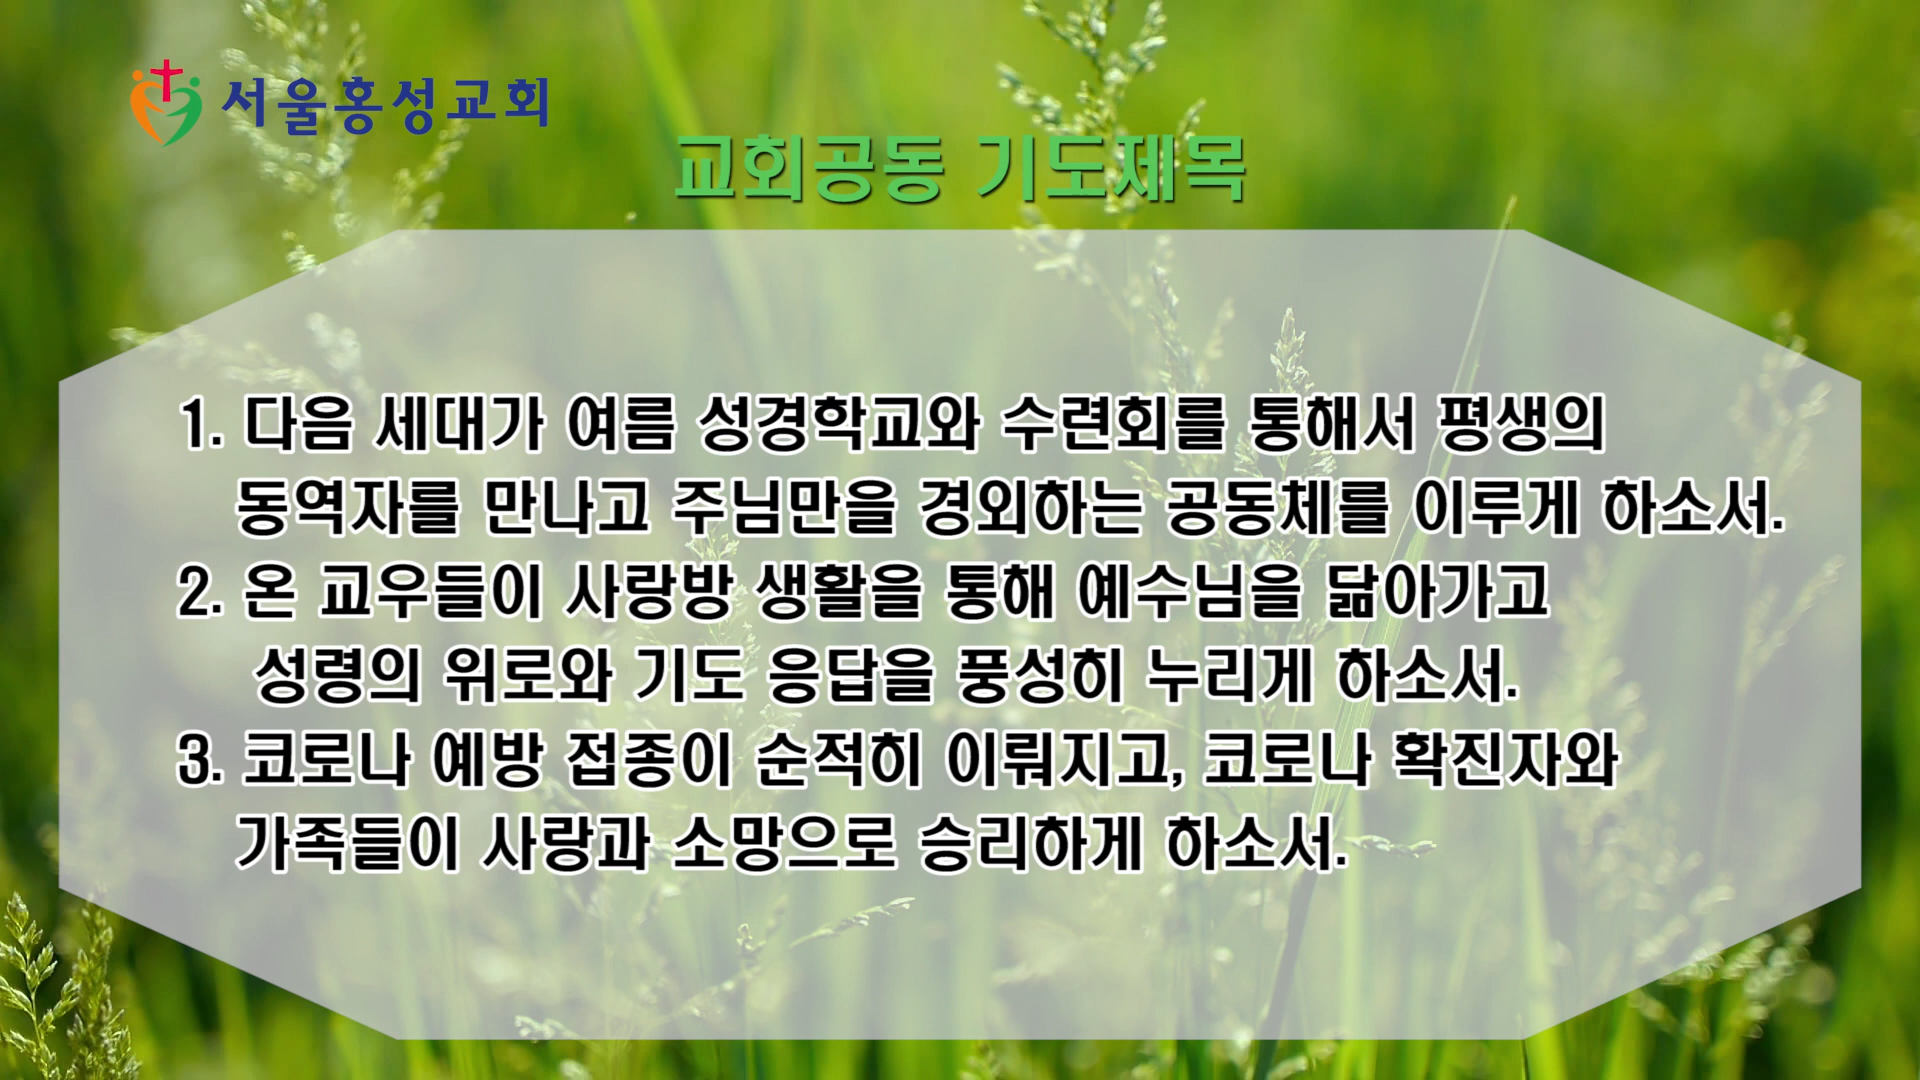 서울홍성교회
교회공동 기도제목
1. 다음 세대가 여름 성경학교와 수련회를 통해서 평생의
동역자를 만나고 주님만을 경외하는 공동체를 이루게 하소서.
2. 온 교우들이 사랑방 생활을 통해 예수님을 닮아가고
성령의 위로와 기도 응답을 풍성히 누리게 하소서.
3. 코로나 예방 접종이 순적히 이뤄지고, 코로나 확진자와
가족들이 사랑과 소망으로 승리하게 하소서.